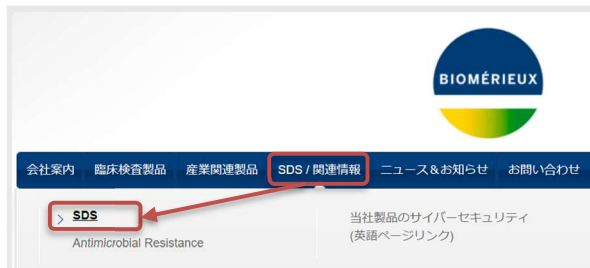 BIOMÉRIEUX
会社案内 臨床検査製品 産業関連製品 SDS / 関連情報 ニュース＆お知らせ お問い合わせ
SDS
Antimicrobial Resistance
当社製品のサイバーセキュリティ
(英語ページリンク)